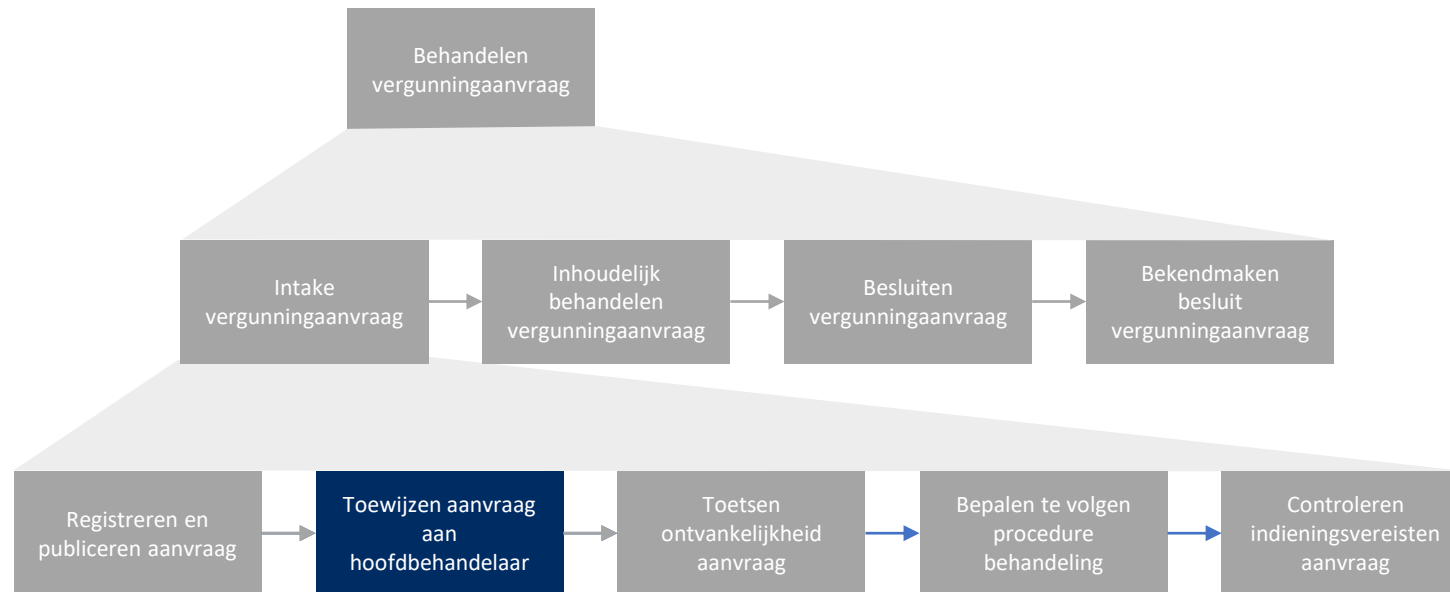 Behandelen
vergunningaanvraag
Intake
vergunningaanvraag
Inhoudelijk
behandelen
vergunningaanvraag
Besluiten
vergunningaanvraag
Bekendmaken
besluit
vergunningaanvraag
Registreren en
publiceren aanvraag
Toewijzen aanvraag
aan
hoofdbehandelaar
Toetsen
ontvankelijkheid
aanvraag
Bepalen te volgen
procedure
behandeling
Controleren
indieningsvereisten
aanvraag